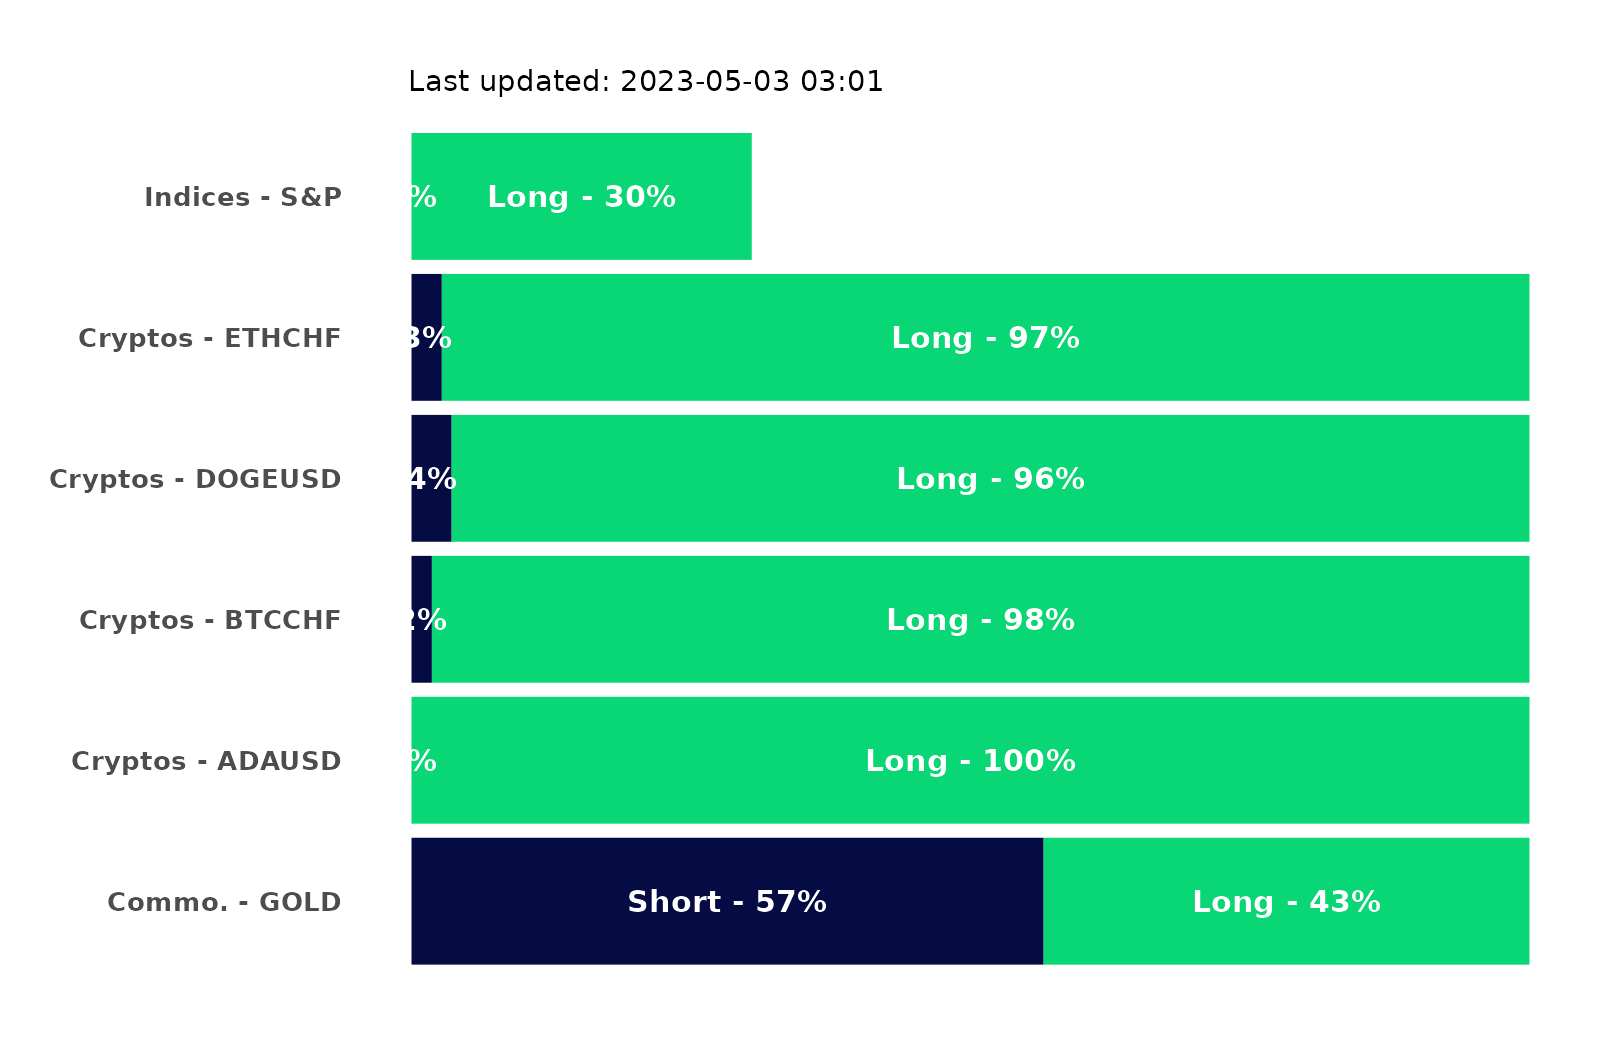 Last updated: 2023-05-03 03:01
Indices - S&P % Long - 30%
Cryptos - ETHCHF 3% Long - 97%
Cryptos - DOGEUSD 4% Long - 96%
Cryptos - BTCCHF 2% Long - 98%
Cryptos - ADAUSD % Long - 100%
Commo. - GOLD Short - 57% Long - 43%